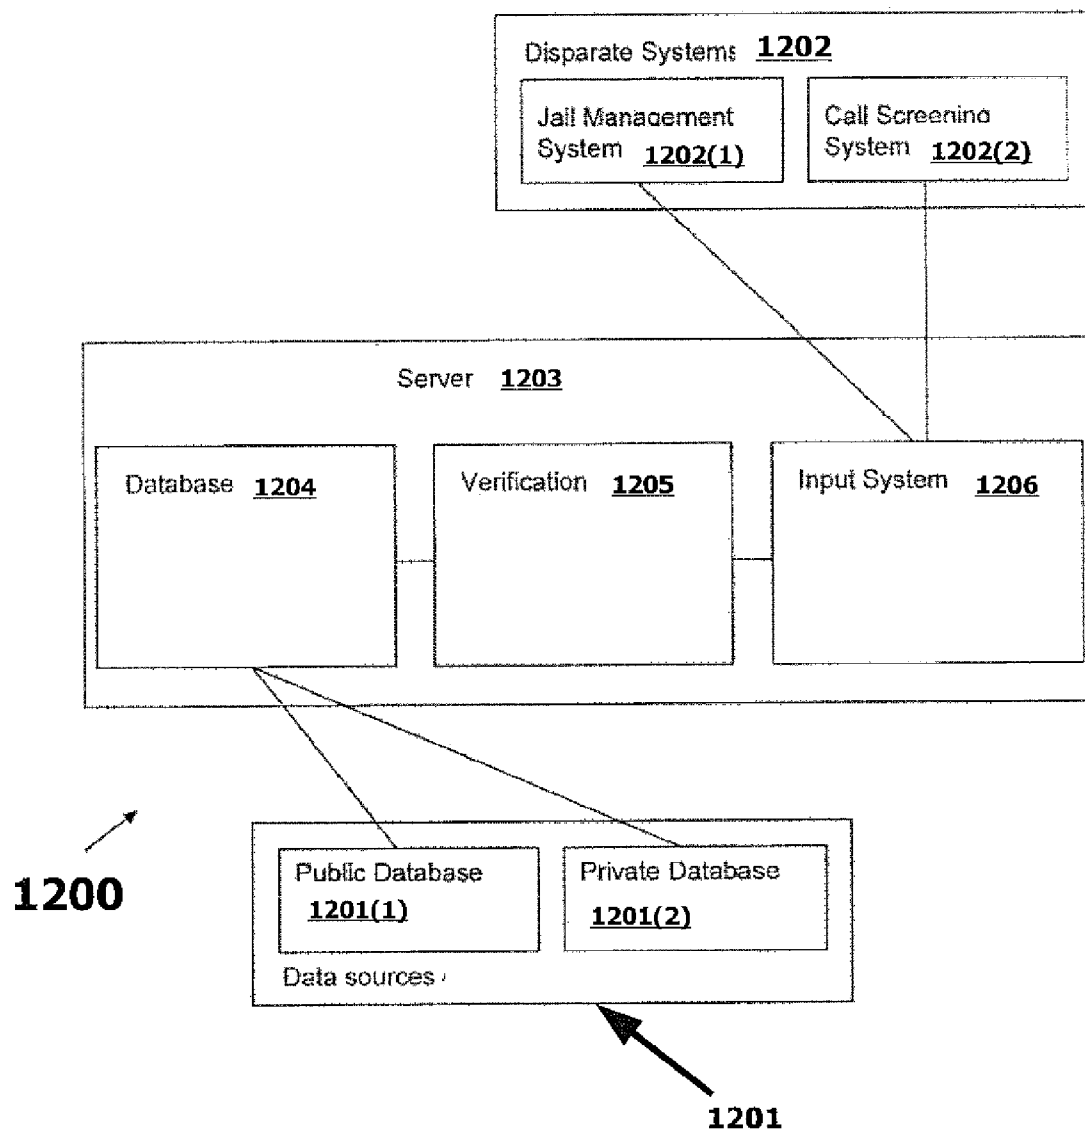 Disparate Systems 1202
Jail Management
System 1202(1)
Call Screening
System 1202(2)
Server 1203
Database 1204
Verification 1205
Input System 1206
1200
Public Database
1201(1)
Private Database
1201(2)
Data sources
1201